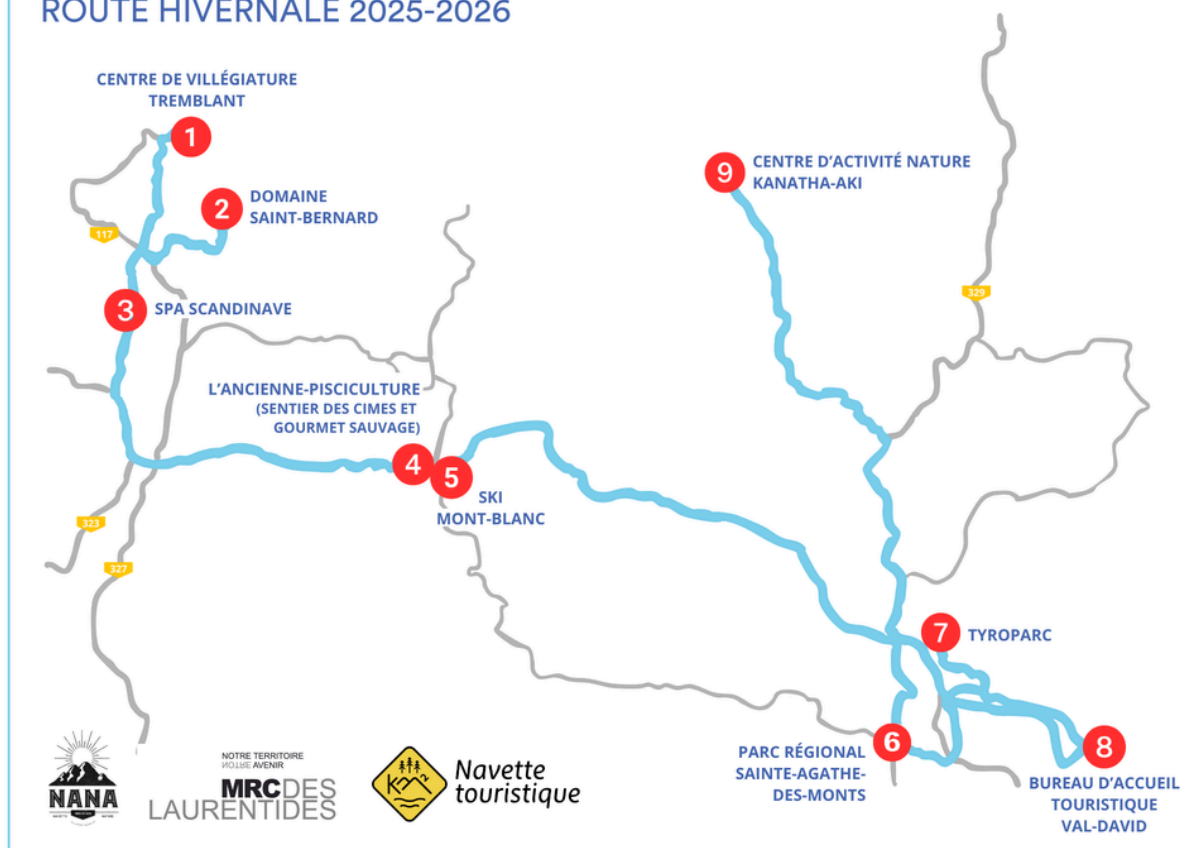 ROUTE HIVERNALE 2025-2026
CENTRE DE VILLÉGIATURE
TREMBLANT
1
2
DOMAINE
SAINT-BERNARD
117
3
SPA SCANDINAVE
9
CENTRE D'ACTIVITÉ NATURE
KANATHA-AKI
329
L'ANCIENNE-PISCICULTURE
(SENTIER DES CIMES ET
GOURMET SAUVAGE)
4
5
SKI
MONT-BLANC
323
327
7
TYROPARC
6
PARC RÉGIONAL
SAINTE-AGATHE-
DES-MONTS
8
BUREAU D'ACCUEIL
TOURISTIQUE
VAL-DAVID
NANA
NOTRE TERRITOIRE
NOTRE AVENIR
MRC DES
LAURENTIDES
KM²
Navette
touristique